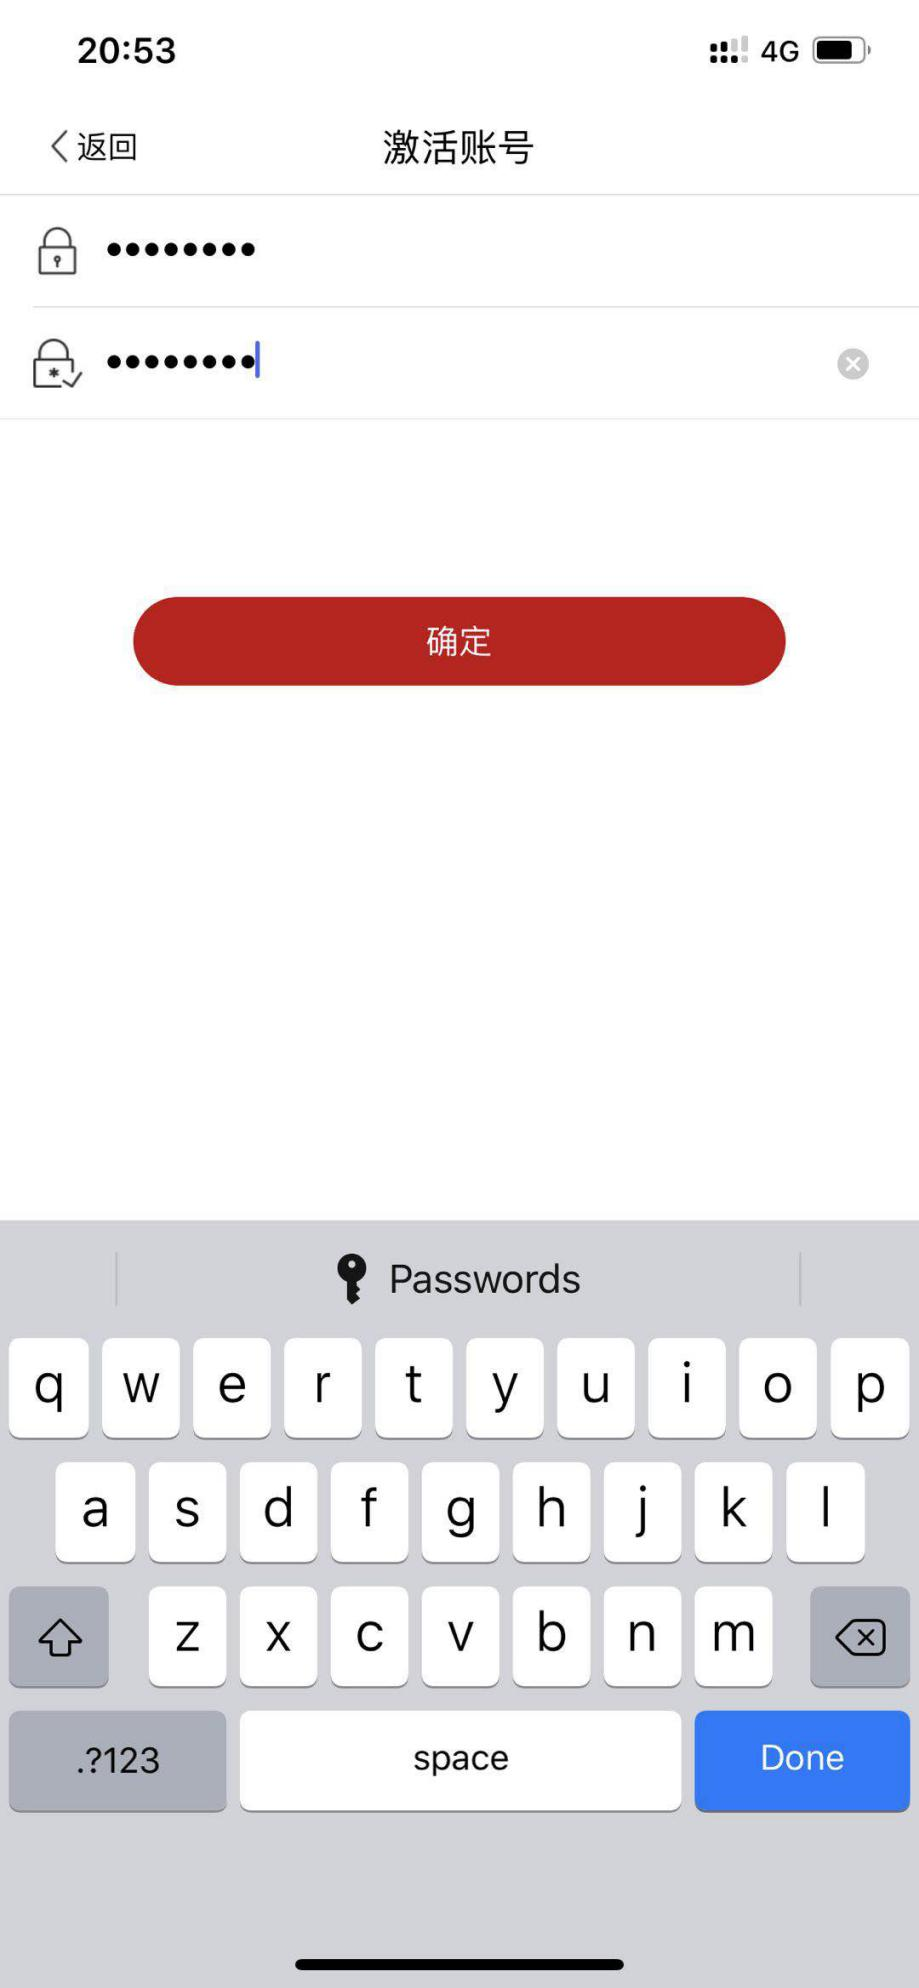 20:53
4G
返回
激活账号
••••••••
••••••••
确定
Passwords
q w e r t y u i o p
a s d f g h j k l
z x c v b n m
.?123
space
Done